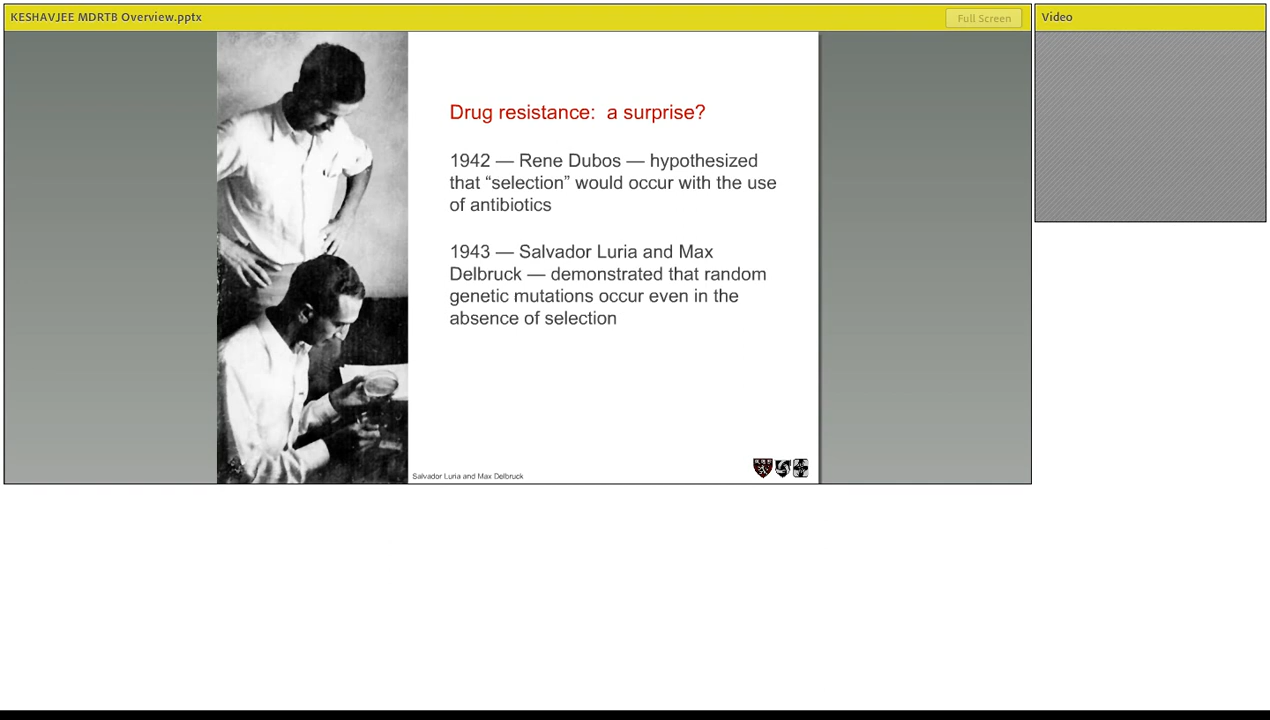 KESHAVJEE MDRTB Overview.pptx
Full Screen
Video
Drug resistance: a surprise?
1942 — Rene Dubos — hypothesized
that “selection” would occur with the use
of antibiotics
1943 — Salvador Luria and Max
Delbruck — demonstrated that random
genetic mutations occur even in the
absence of selection
Salvador Luria and Max Delbruck